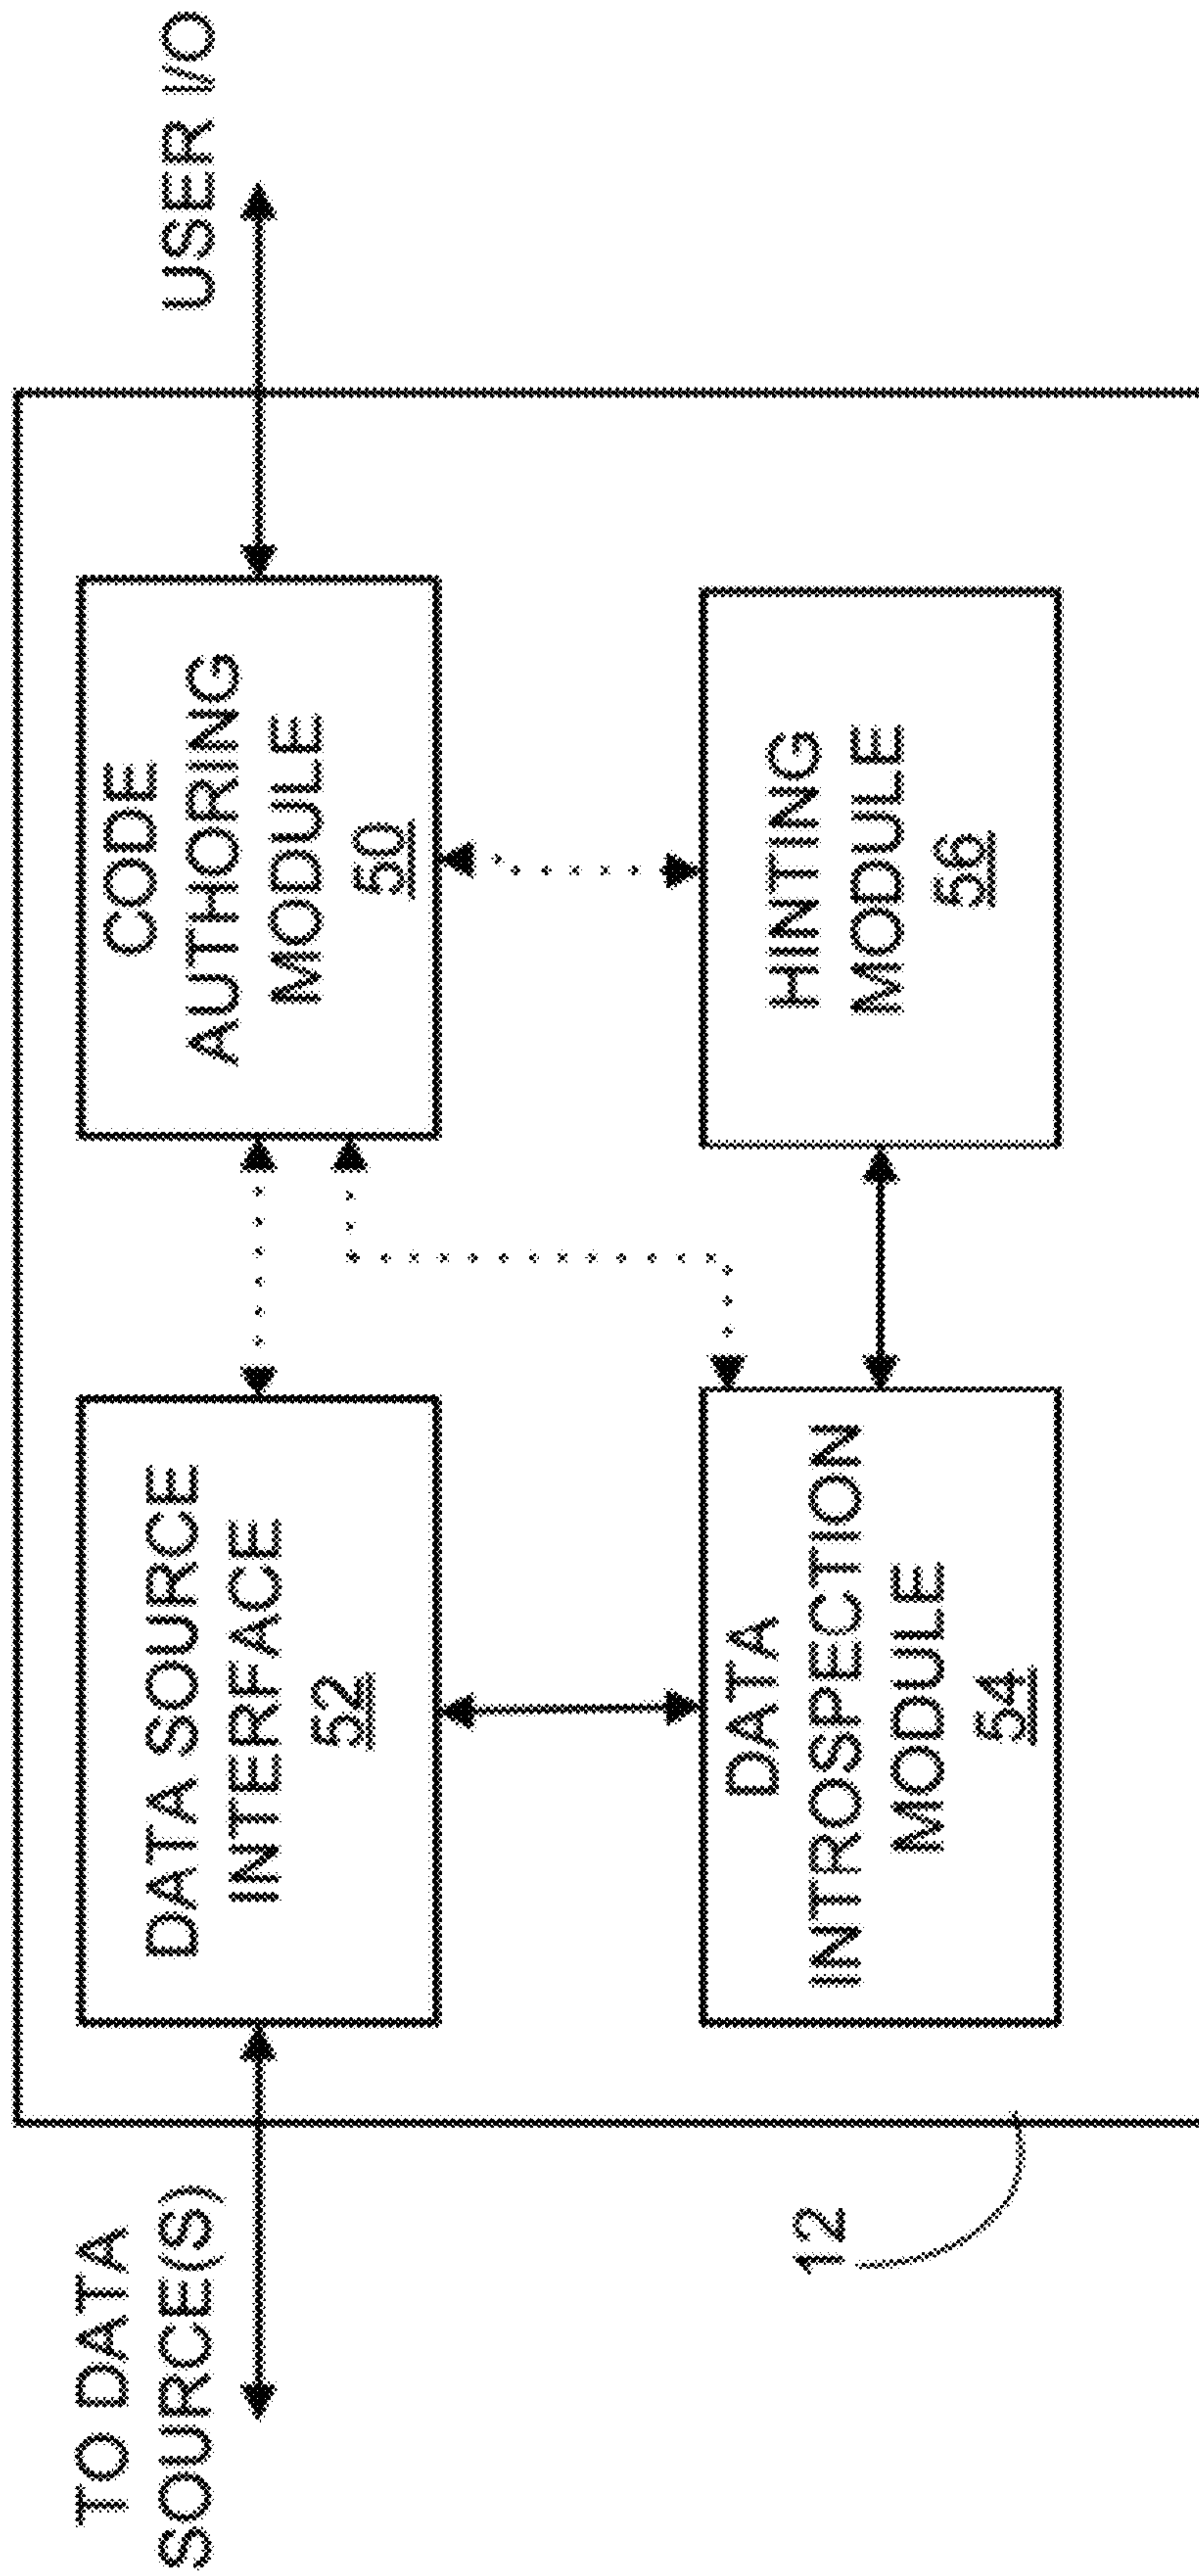 TO DATA
SOURCE(S)
DATA SOURCE
INTERFACE
52
CODE
AUTHORING
MODULE
50
USER I/O
DATA
INTROSPECTION
MODULE
54
HINTING
MODULE
56
12